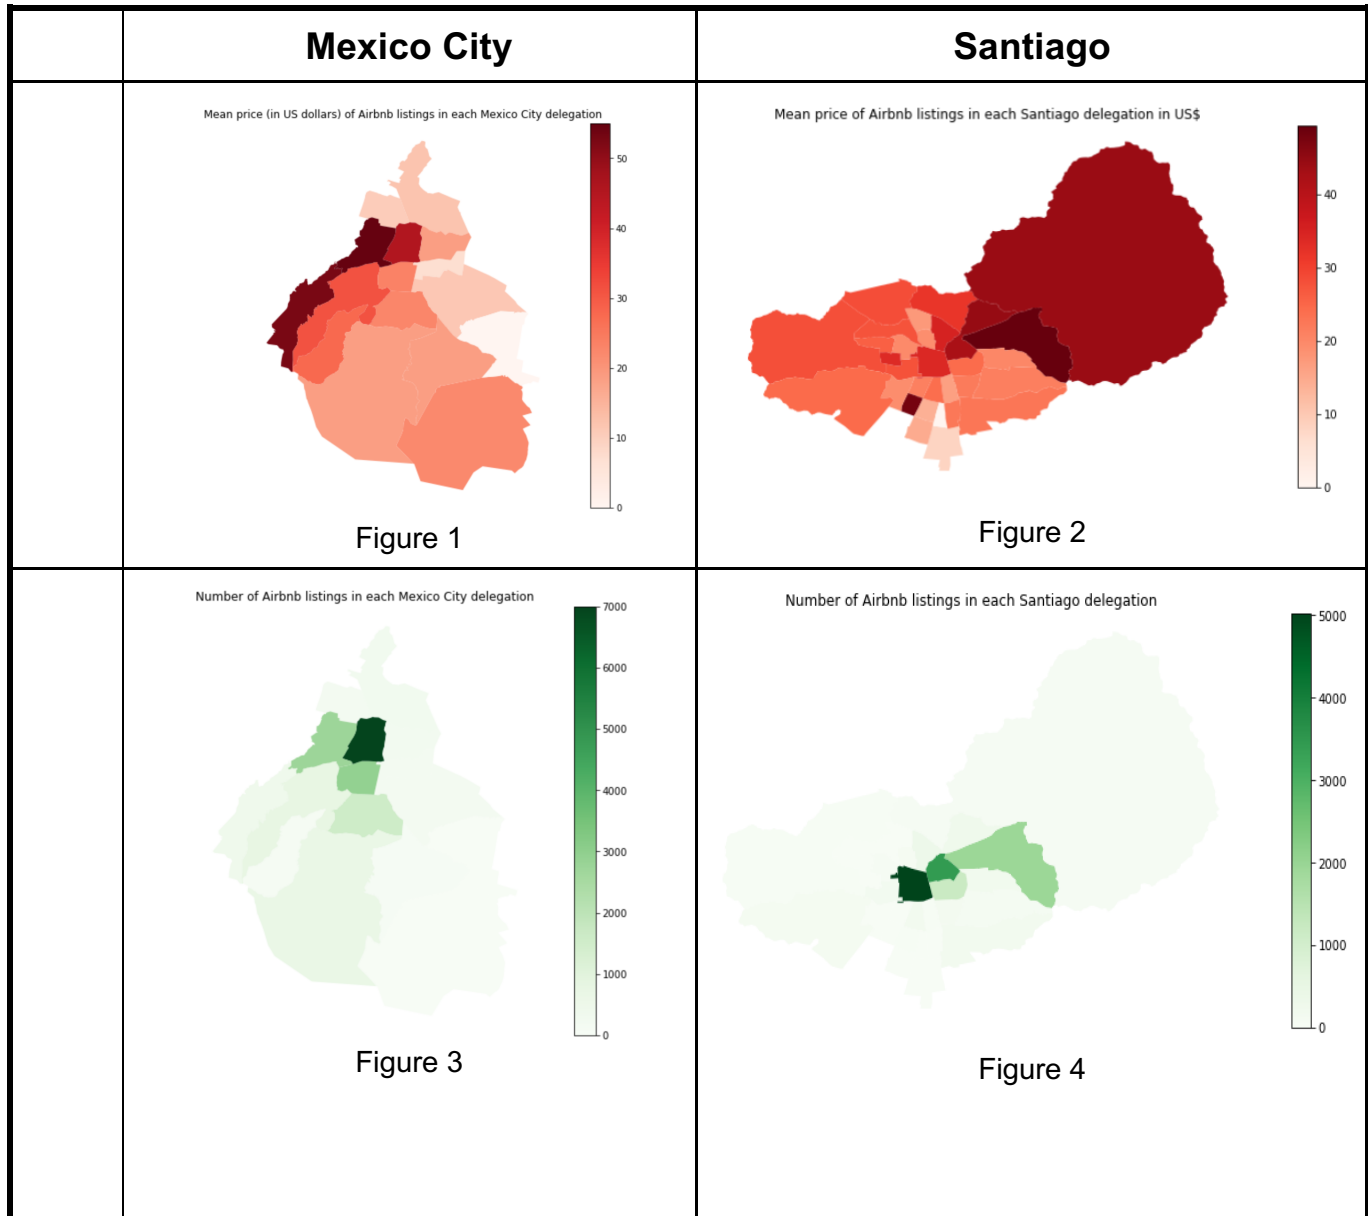 Mexico City
Santiago
Mean price (in US dollars) of Airbnb listings in each Mexico City delegation
50
40
30
20
10
0
Figure 1
Mean price of Airbnb listings in each Santiago delegation in US$
40
30
20
10
0
Figure 2
Number of Airbnb listings in each Mexico City delegation
7000
6000
5000
4000
3000
2000
1000
0
Figure 3
Number of Airbnb listings in each Santiago delegation
5000
4000
3000
2000
1000
0
Figure 4